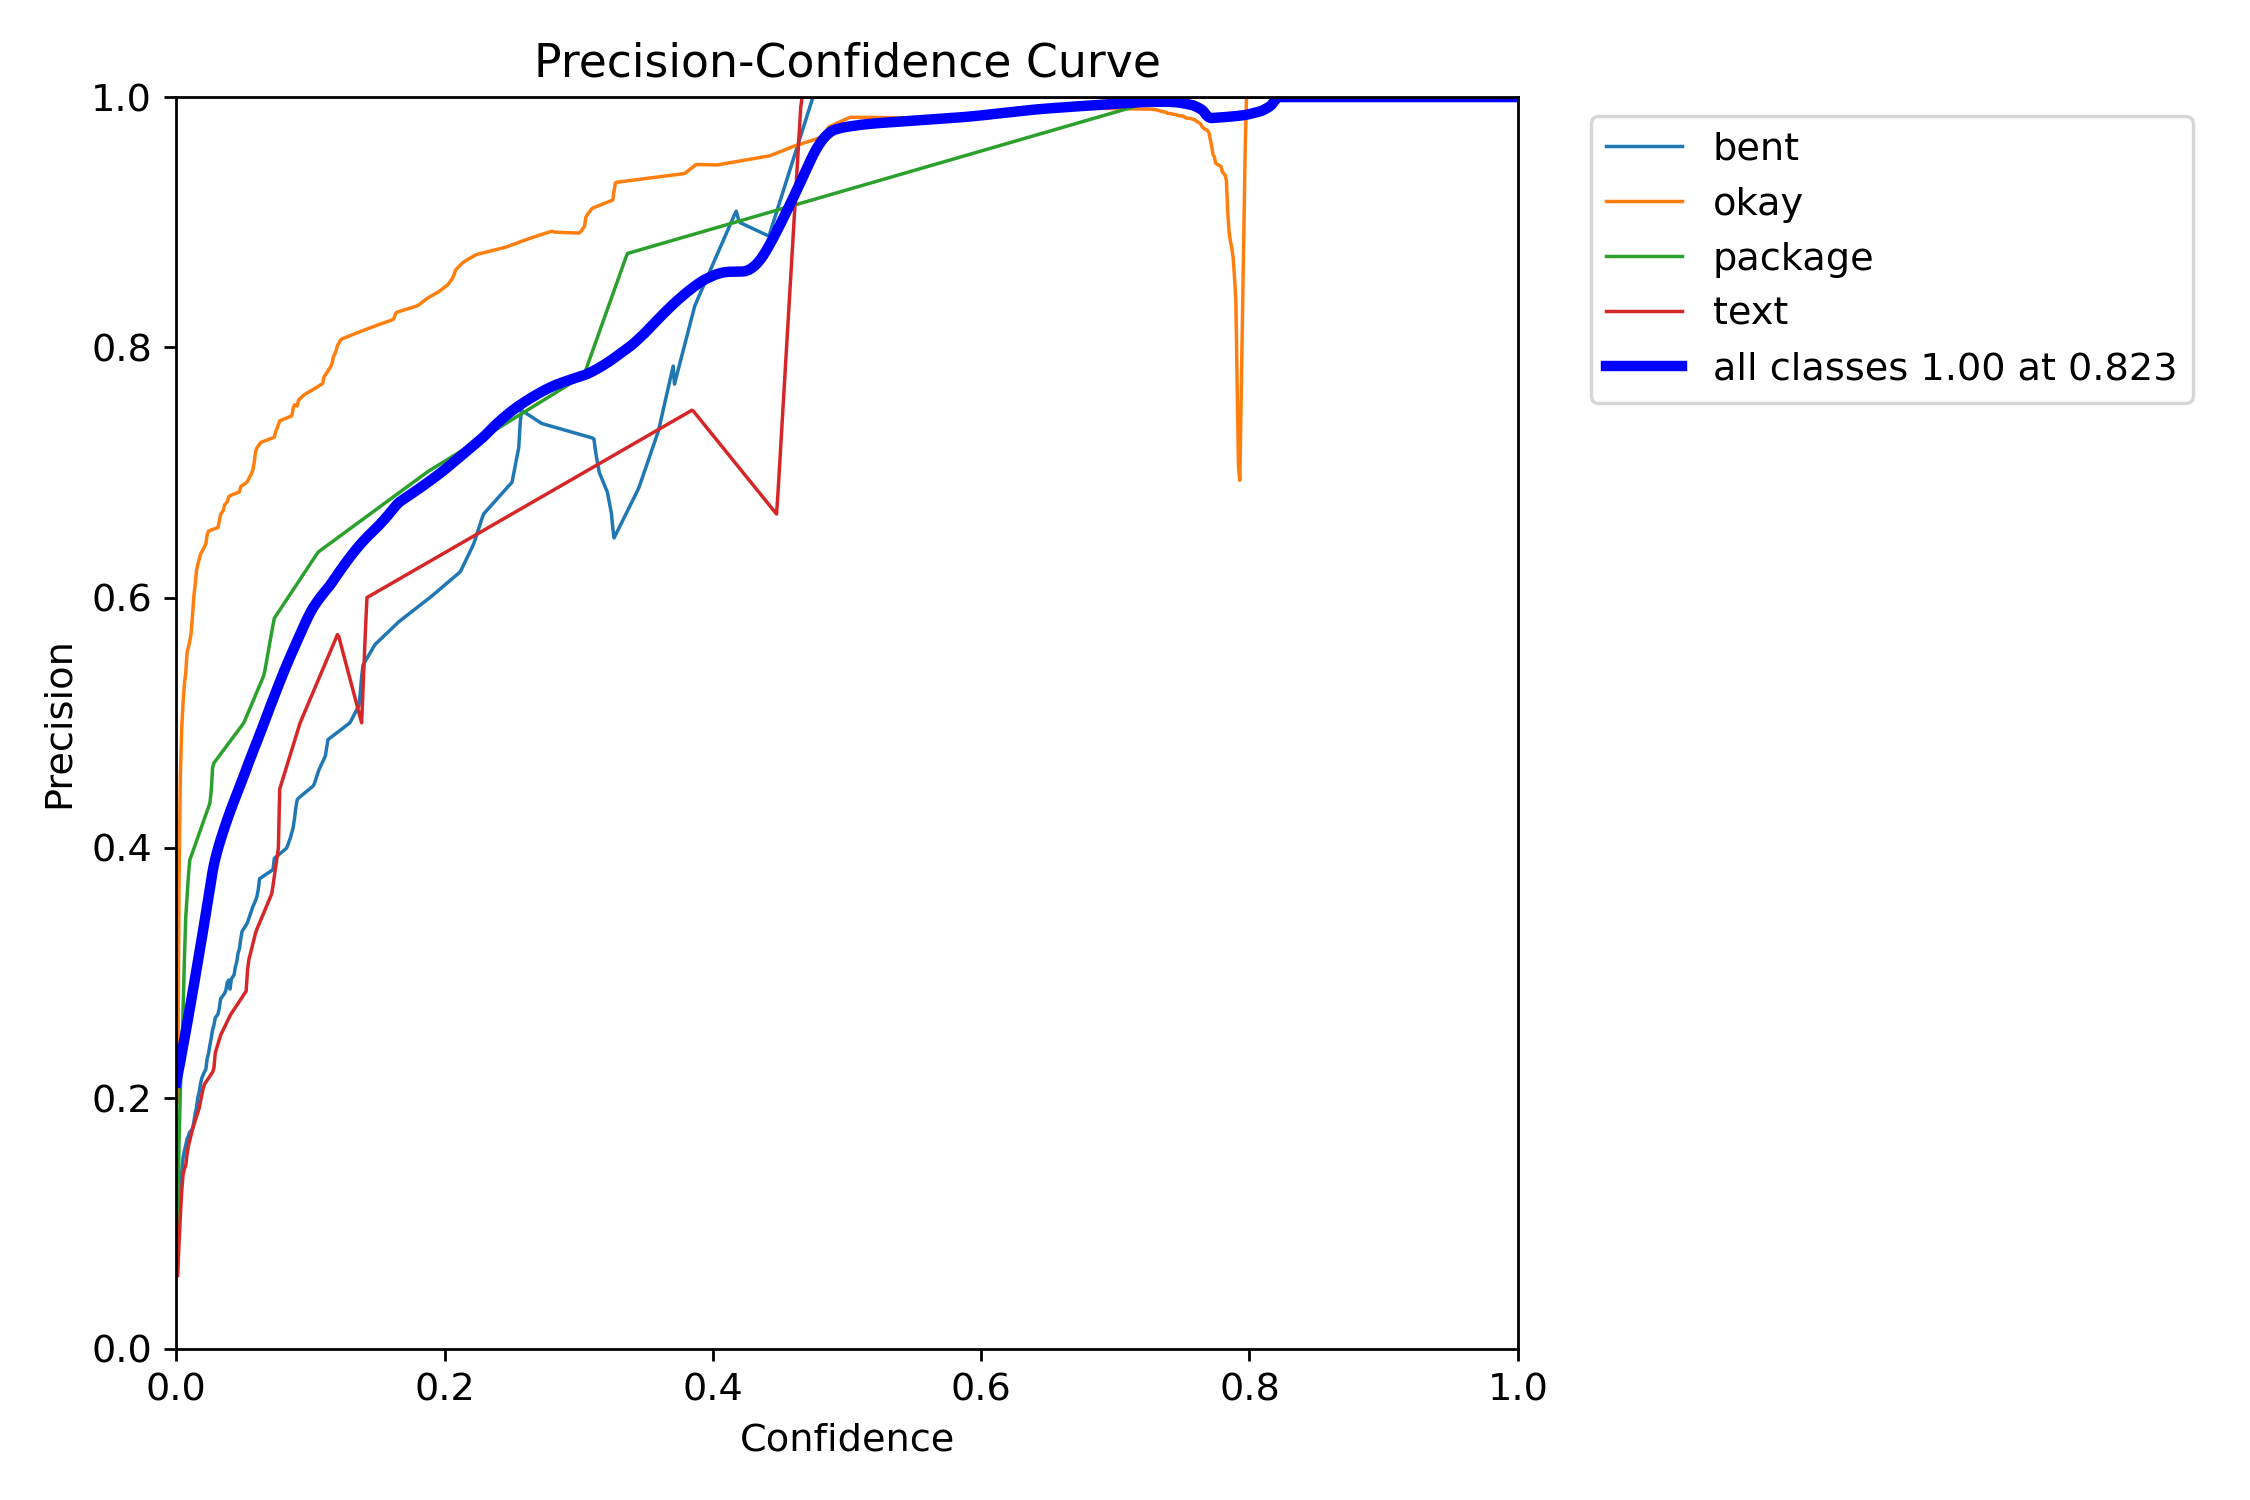 Precision-Confidence Curve
1.0
0.8
0.6
0.4
0.2
0.0
Precision
0.0 0.2 0.4 0.6 0.8 1.0
Confidence
bent
okay
package
text
all classes 1.00 at 0.823